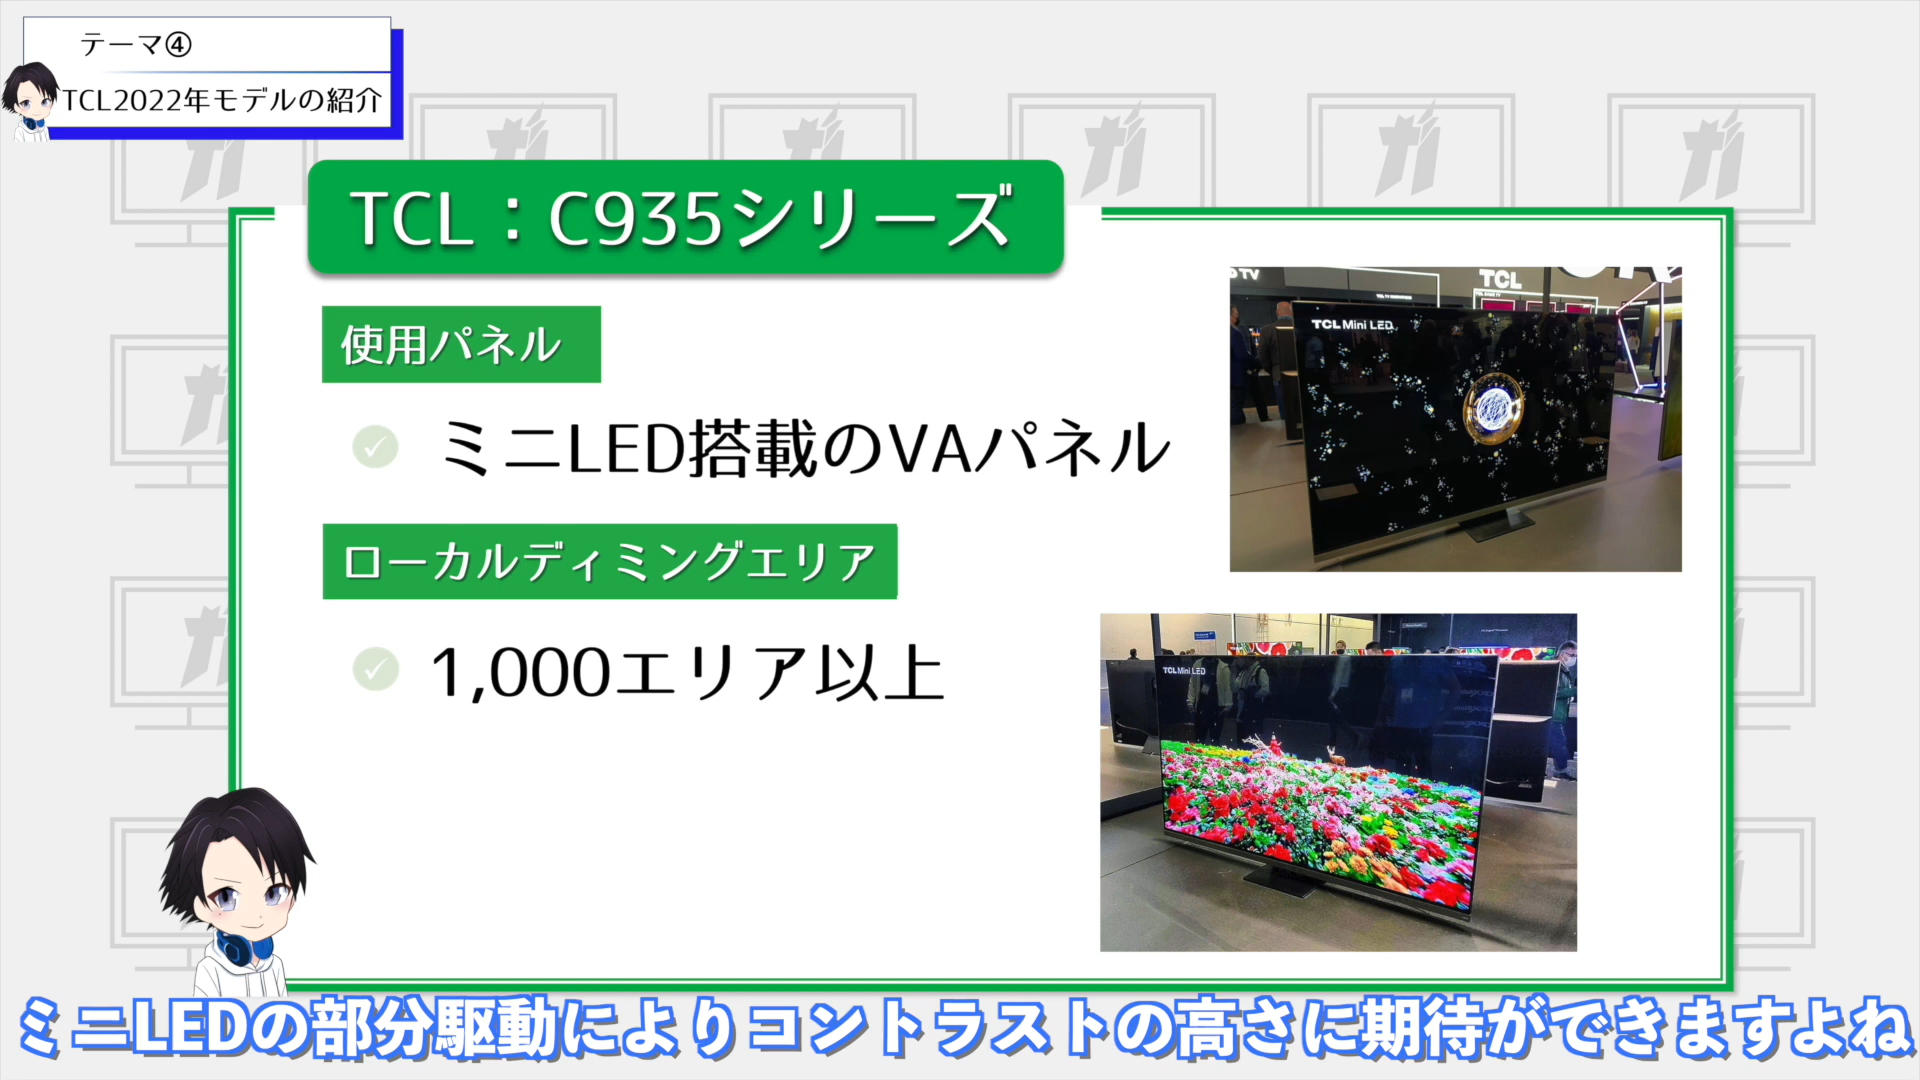 テーマ④
TCL2022年モデルの紹介
TCL：C935シリーズ
使用パネル
ミニLED搭載のVAパネル
ローカルディミングエリア
1,000エリア以上
TV
TCL
TCL Mini LED
TCL Mini LED
ミニLEDの部分駆動によりコントラストの高さに期待ができますよね